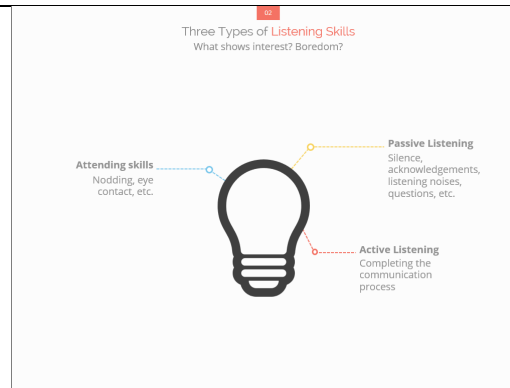 02
Three Types of Listening Skills
What shows interest? Boredom?
Attending skills
Nodding, eye
contact, etc.
Passive Listening
Silence,
acknowledgements,
listening noises,
questions, etc.
Active Listening
Completing the
communication
process